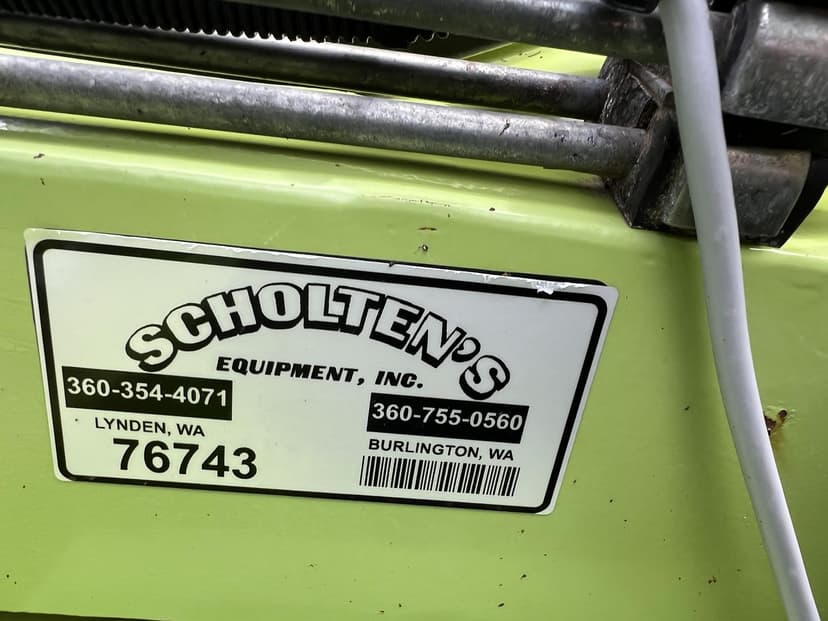 SCHOLTEN'S
EQUIPMENT, INC.
360-354-4071
LYNDEN, WA
76743
360-755-0560
BURLINGTON, WA